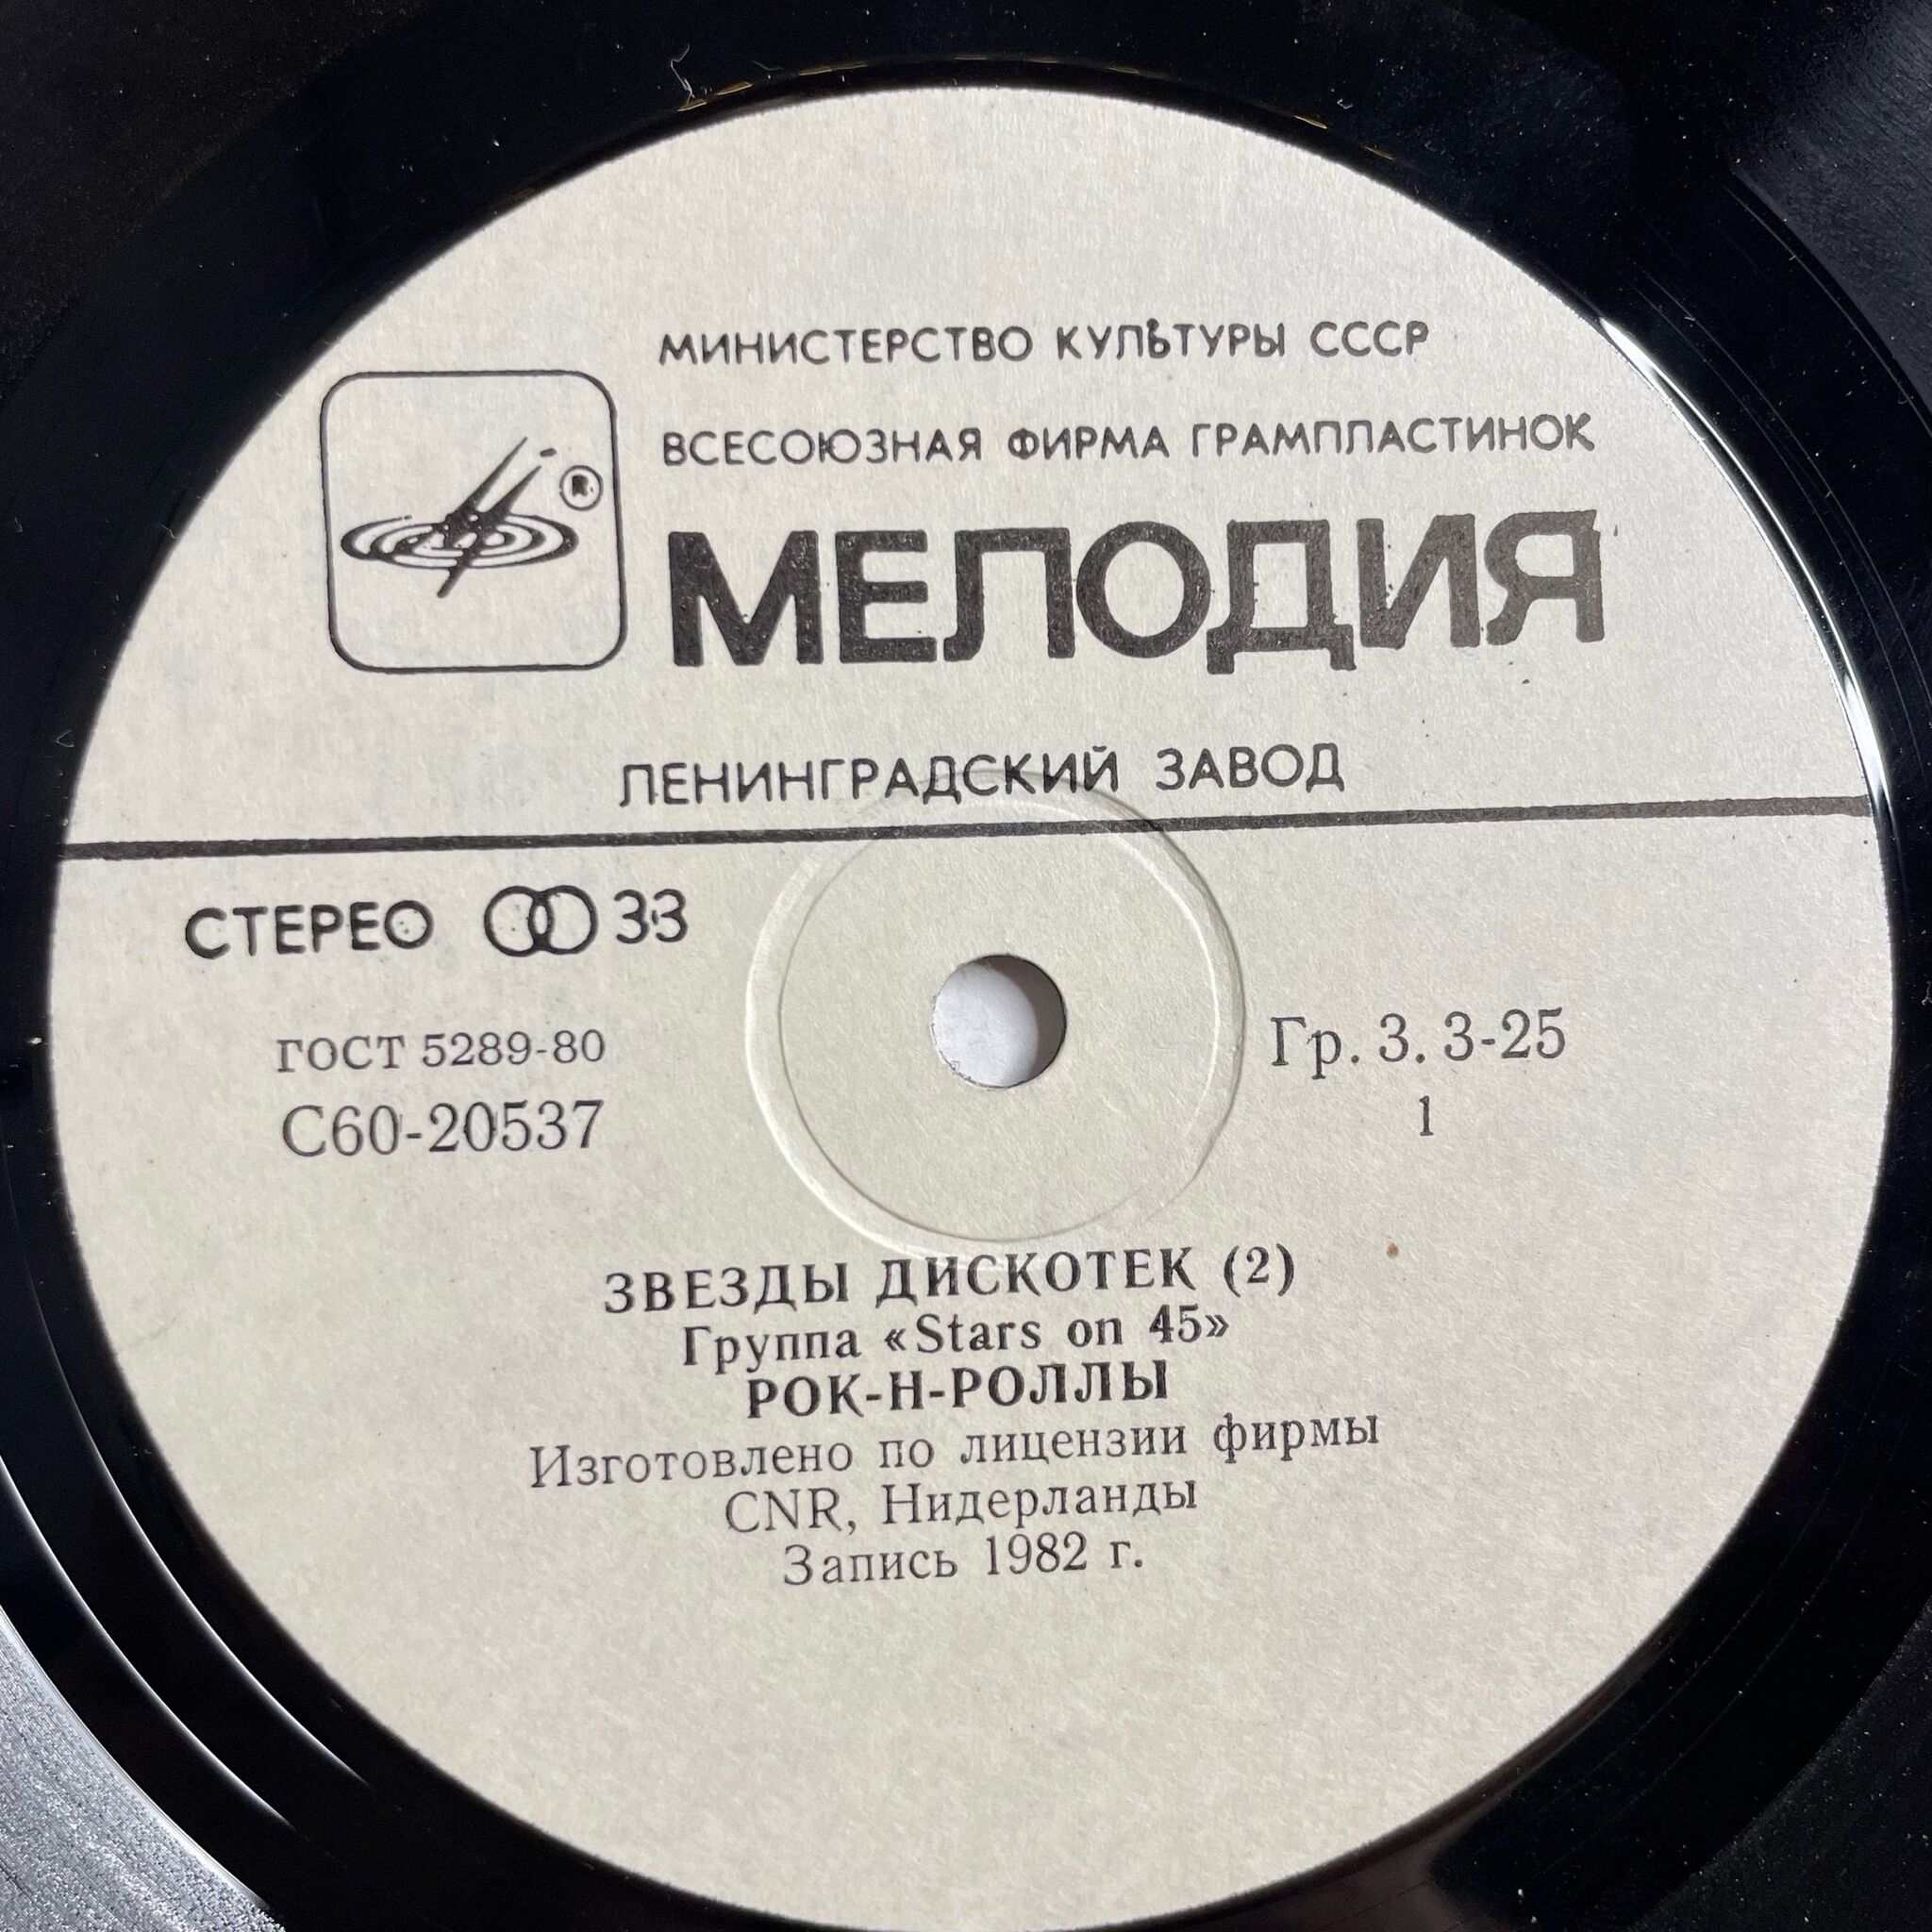 МИНИСТЕРСТВО КУЛЬТУРЫ СССР
ВСЕСОЮЗНАЯ ФИРМА ГРАМПЛАСТИНОК
®
МЕЛОДИЯ
ЛЕНИНГРАДСКИЙ ЗАВОД
СТЕРЕО 33
ГОСТ 5289-80
С60-20537
Гр. 3. 3-25
1
ЗВЕЗДЫ ДИСКОТЕК (2)
Группа «Stars on 45»
РОК-Н-РОЛЛЫ
Изготовлено по лицензии фирмы
CNR, Нидерланды
Запись 1982 г.